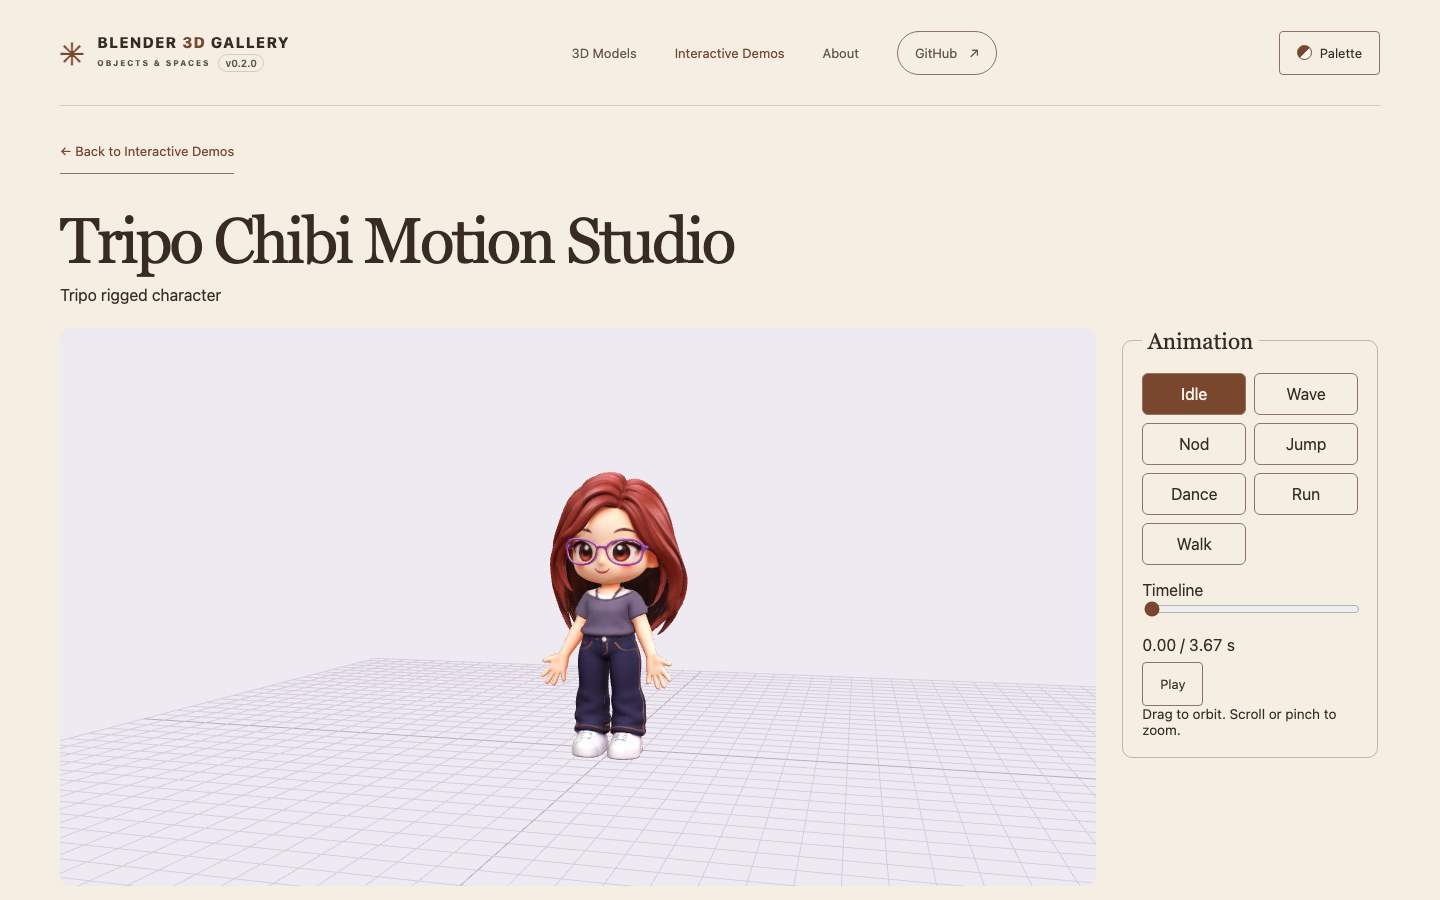 BLENDER 3D GALLERY
OBJECTS & SPACES v0.2.0
3D Models
Interactive Demos
About
GitHub ↗
Palette
← Back to Interactive Demos
Tripo Chibi Motion Studio
Tripo rigged character
Animation
Idle
Wave
Nod
Jump
Dance
Run
Walk
Timeline
0.00 / 3.67 s
Play
Drag to orbit. Scroll or pinch to
zoom.